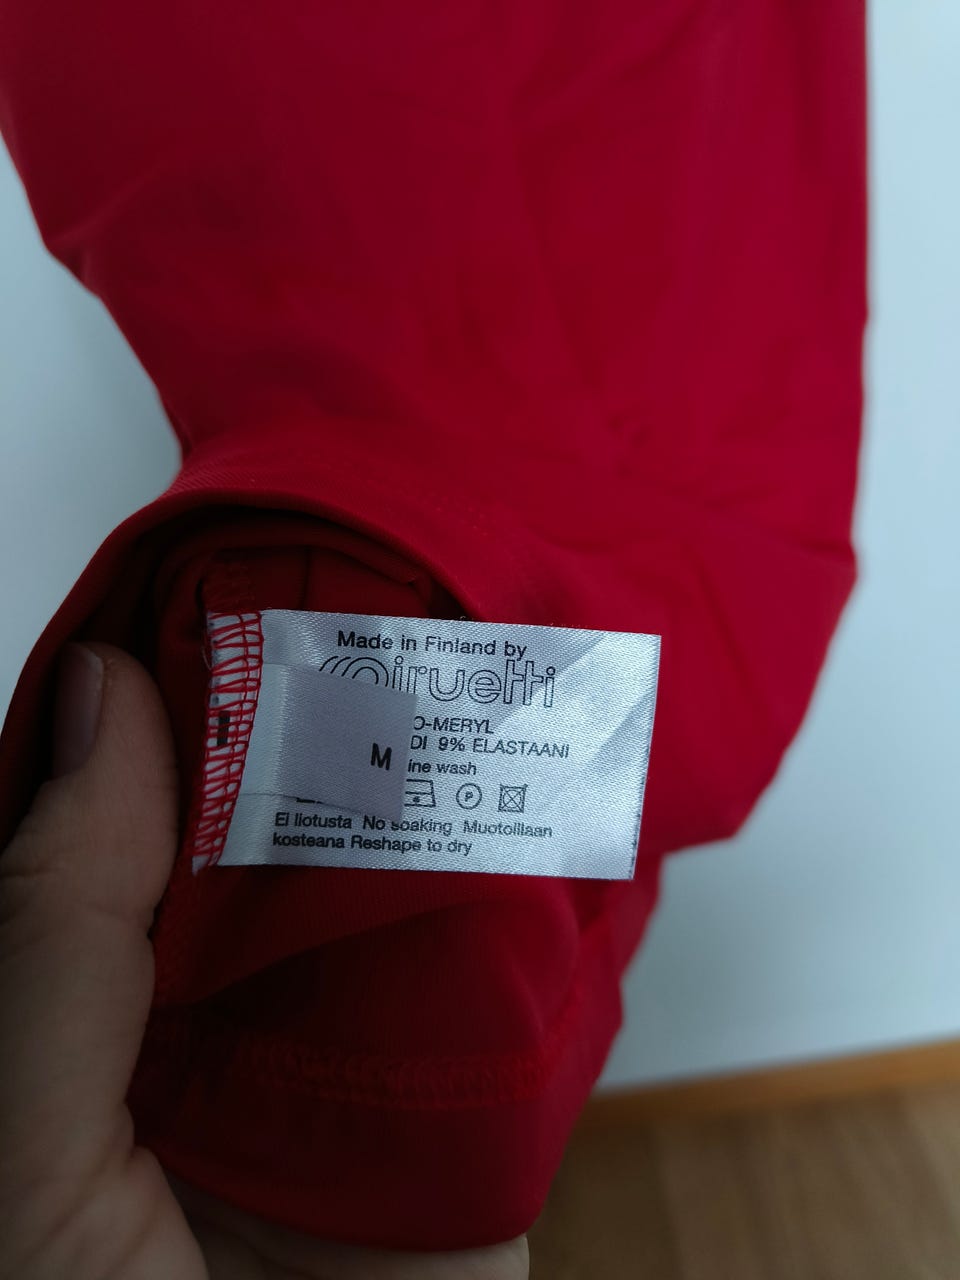 Made in Finland by
Piruetti
O-MERYL
DI 9% ELASTAANI
M
ine wash
P
Ei liotusta No soaking Muotoillaan
kosteana Reshape to dry